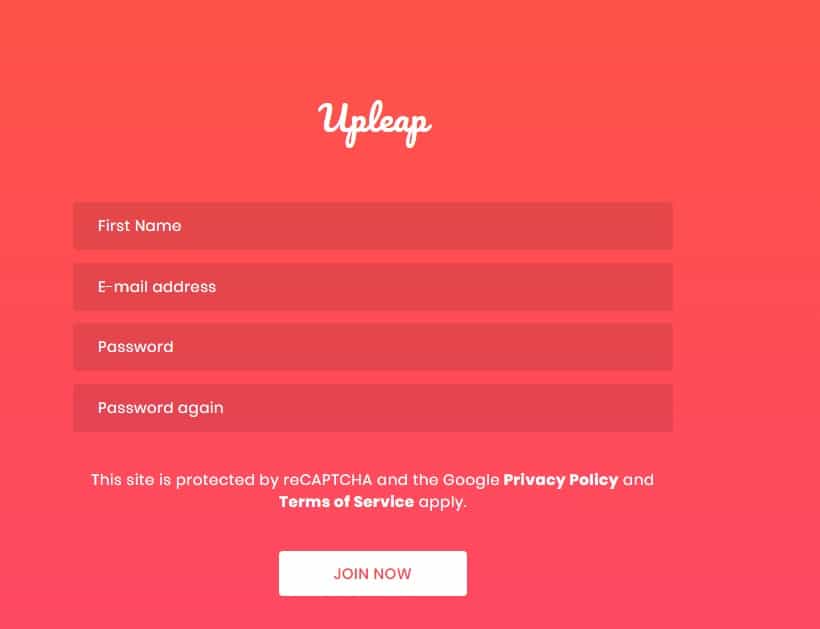 Upleap
First Name
E-mail address
Password
Password again
This site is protected by reCAPTCHA and the Google Privacy Policy and
Terms of Service apply.
JOIN NOW